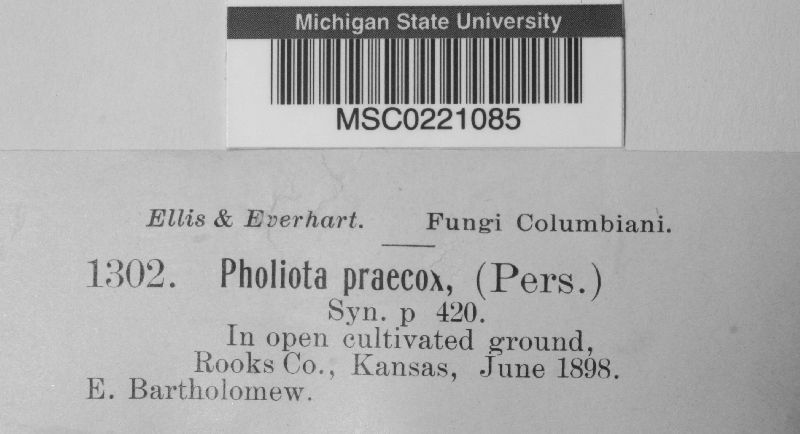 Michigan State University
MSC0221085
Ellis & Everhart. Fungi Columbiani.
1302. Pholiota praecox, (Pers.)
Syn. p 420.
In open cultivated ground,
Rooks Co., Kansas, June 1898.
E. Bartholomew.